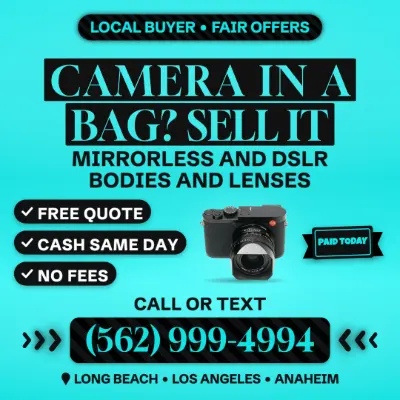 LOCAL BUYER • FAIR OFFERS
CAMERA IN A
BAG? SELL IT
MIRRORLESS AND DSLR
BODIES AND LENSES
FREE QUOTE
CASH SAME DAY
NO FEES
PAID TODAY
CALL OR TEXT
(562) 999-4994
LONG BEACH • LOS ANGELES • ANAHEIM